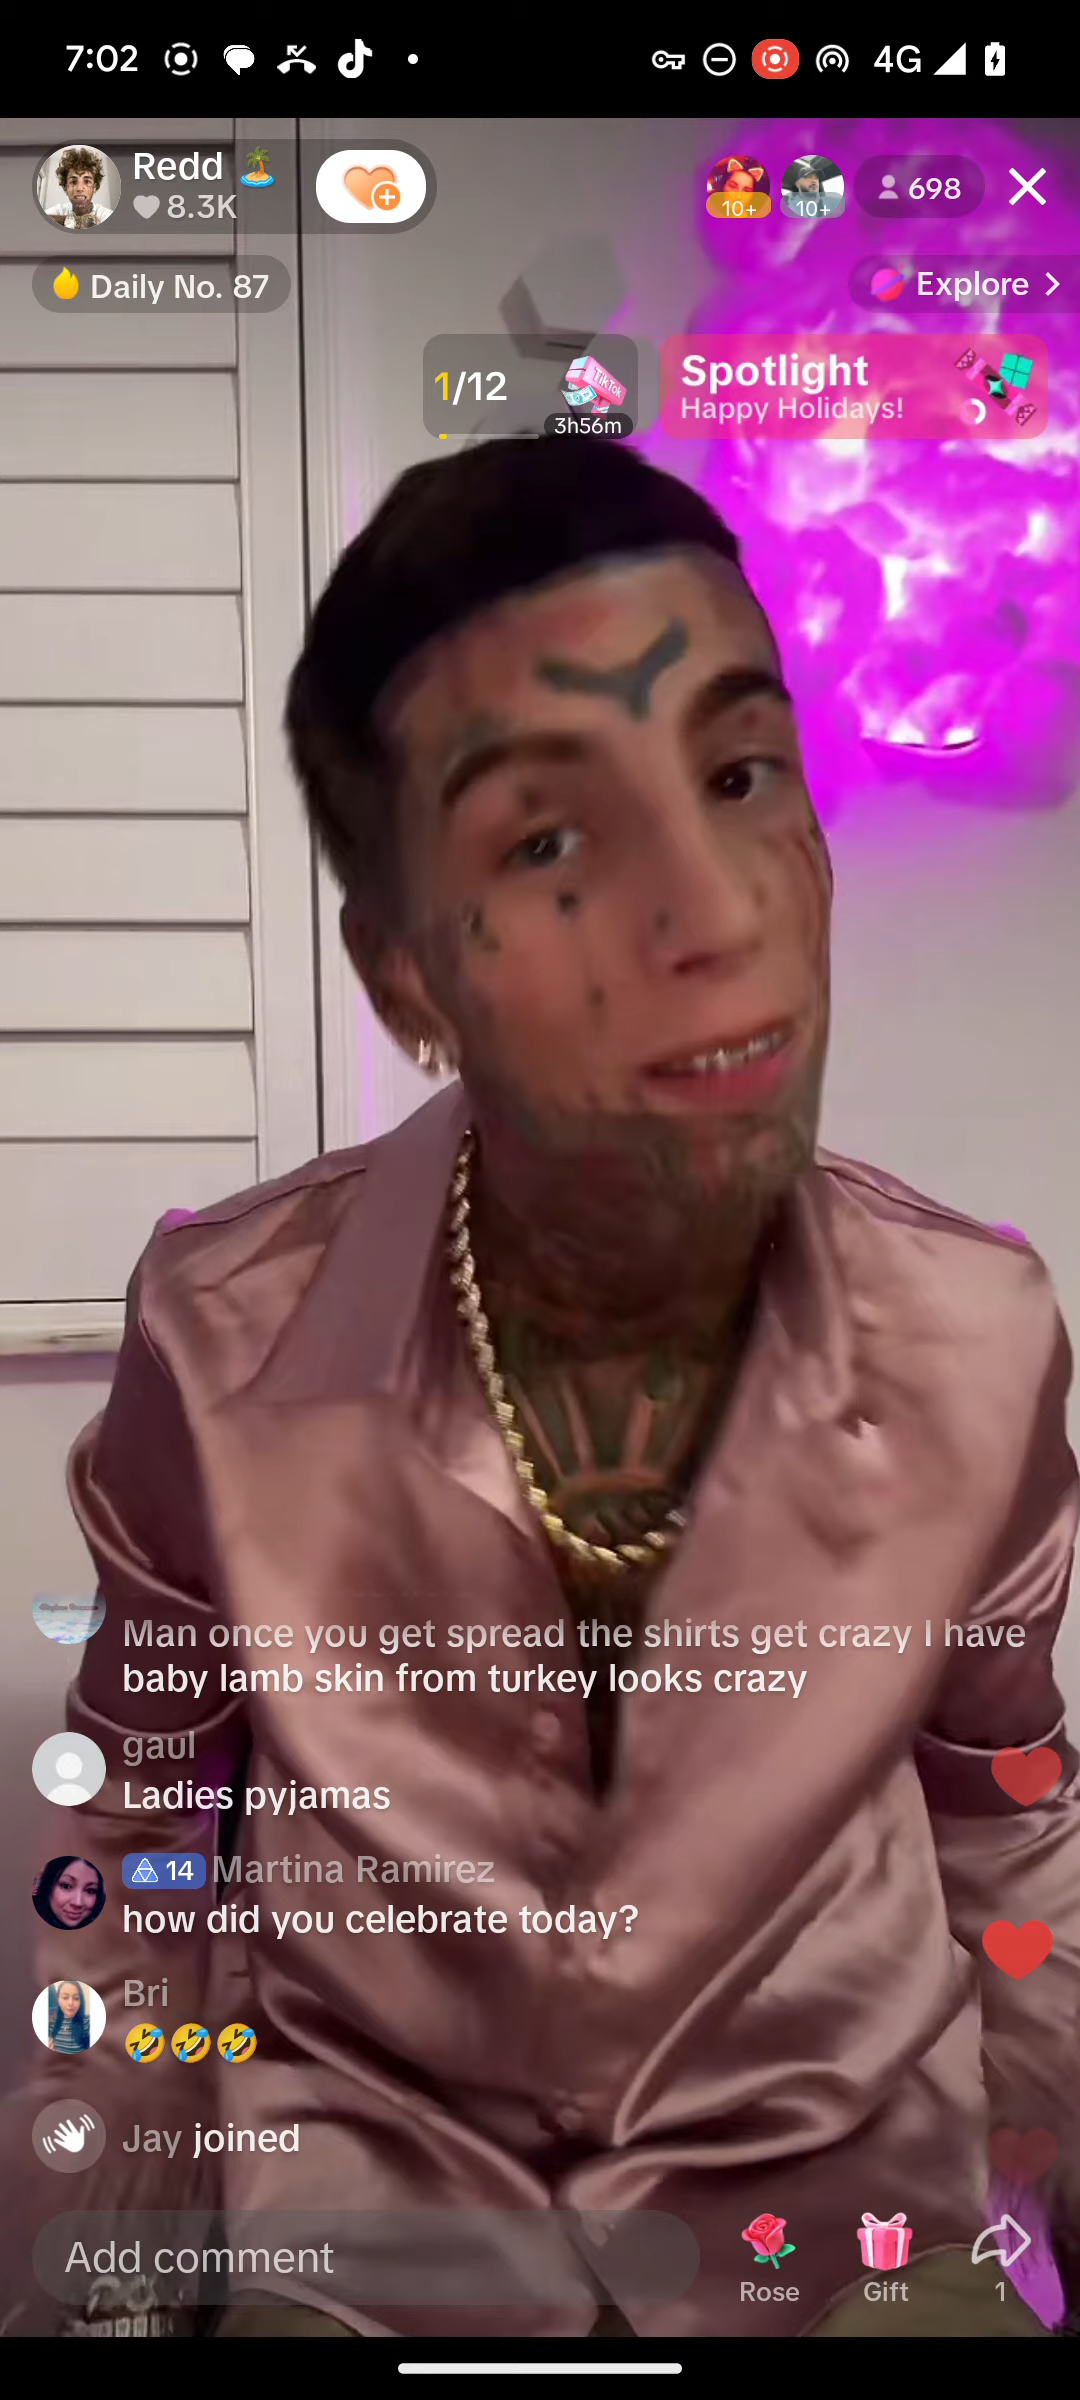 7:02
4G
Redd 🏝️
8.3K
10+
10+
698
Daily No. 87
Explore
1/12
TikTok
3h56m
Spotlight
Happy Holidays!
Man once you get spread the shirts get crazy I have
baby lamb skin from turkey looks crazy
gaul
Ladies pyjamas
14 Martina Ramirez
how did you celebrate today?
Bri
🤣🤣🤣
Jay joined
Add comment
Rose
Gift
1